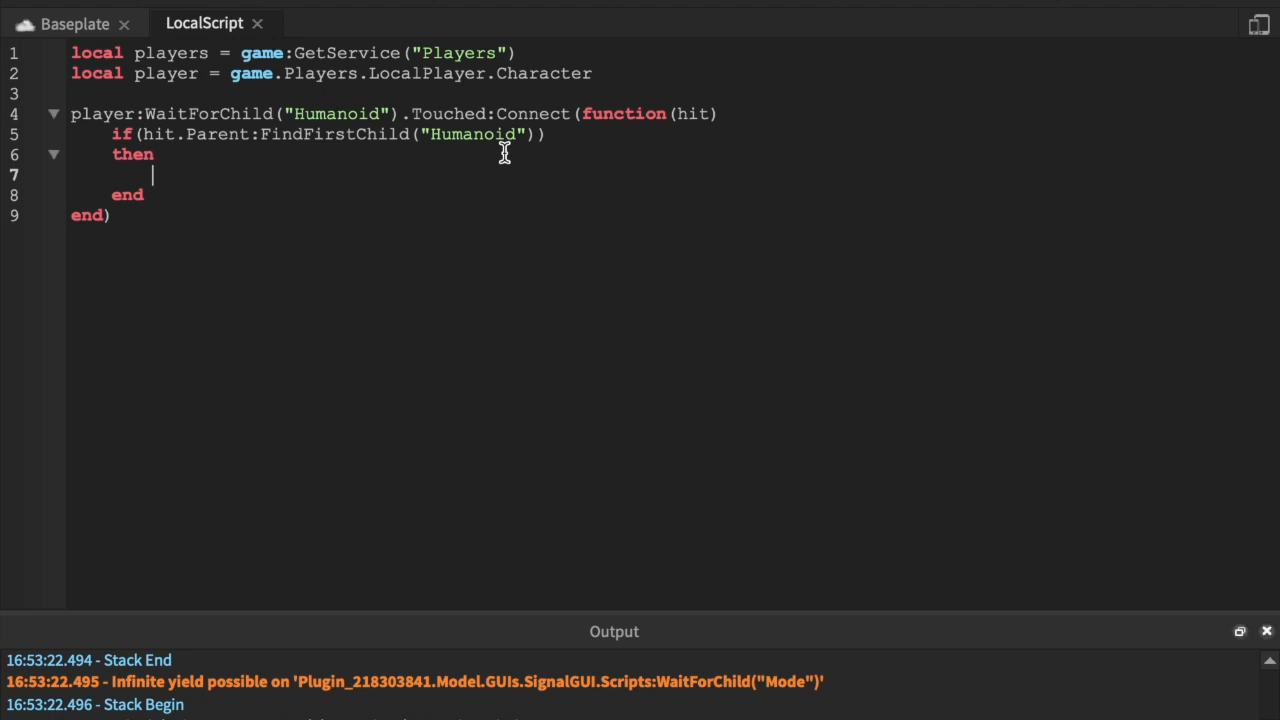 Baseplate
LocalScript
1 local players = game:GetService("Players")
2 local player = game.Players.LocalPlayer.Character
3
4 player:WaitForChild("Humanoid").Touched:Connect(function(hit)
5 if(hit.Parent:FindFirstChild("Humanoid"))
6 then
7
8 end
9 end)
Output
16:53:22.494 - Stack End
16:53:22.495 - Infinite yield possible on 'Plugin_218303841.Model.GUIs.SignalGUI.Scripts:WaitForChild("Mode")'
16:53:22.496 - Stack Begin